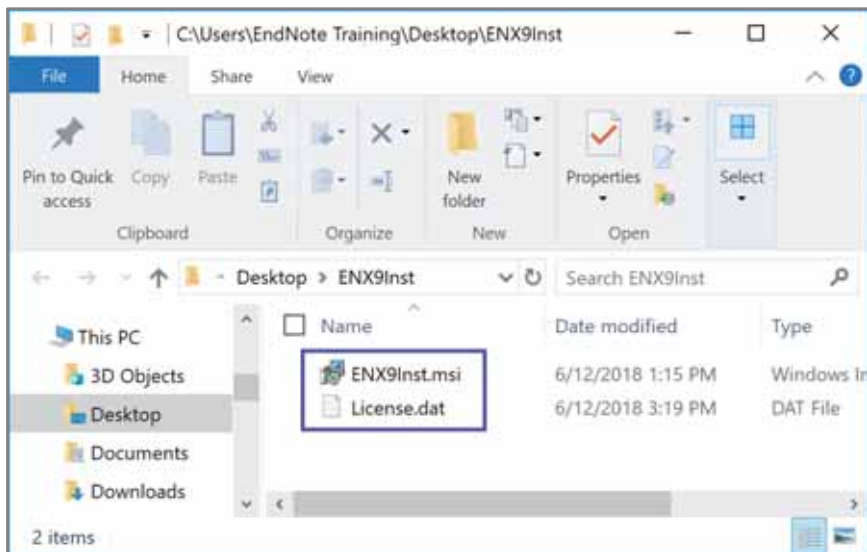 C:\Users\EndNote Training\Desktop\ENX9Inst
File Home Share View
Pin to Quick access
Copy
Paste
New folder
Properties
Select
Clipboard Organize New Open
Desktop > ENX9Inst
Search ENX9Inst
Name Date modified Type
This PC
3D Objects
Desktop
Documents
Downloads
ENX9Inst.msi 6/12/2018 1:15 PM Windows In
License.dat 6/12/2018 3:19 PM DAT File
2 items